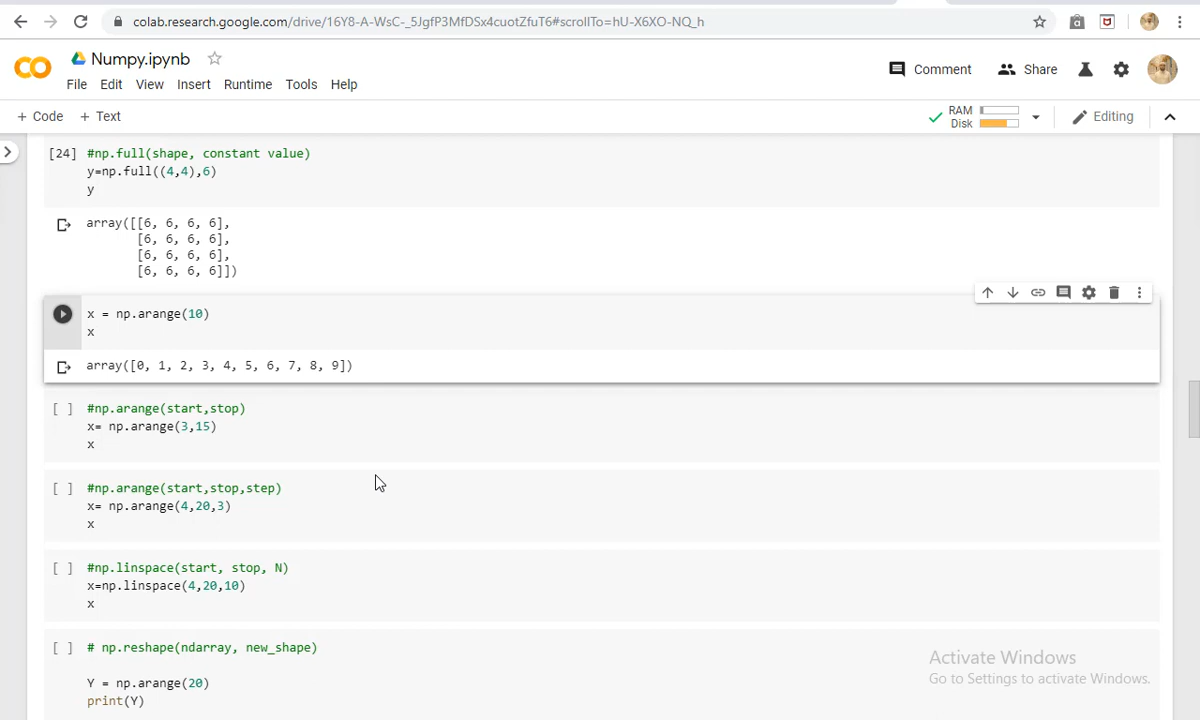 colab.research.google.com/drive/16Y8-A-WsC-_5JgfP3MfDSx4cuotZfuT6#scrollTo=hU-X6XO-NQ_h
CO Numpy.ipynb
File Edit View Insert Runtime Tools Help
Comment Share
+ Code + Text
RAM
Disk
Editing
[24] #np.full(shape, constant value)
y=np.full((4,4),6)
y
array([[6, 6, 6, 6],
[6, 6, 6, 6],
[6, 6, 6, 6],
[6, 6, 6, 6]])
x = np.arange(10)
x
array([0, 1, 2, 3, 4, 5, 6, 7, 8, 9])
[ ] #np.arange(start,stop)
x= np.arange(3,15)
x
[ ] #np.arange(start,stop,step)
x= np.arange(4,20,3)
x
[ ] #np.linspace(start, stop, N)
x=np.linspace(4,20,10)
x
[ ] # np.reshape(ndarray, new_shape)
Y = np.arange(20)
print(Y)
Activate Windows
Go to Settings to activate Windows.